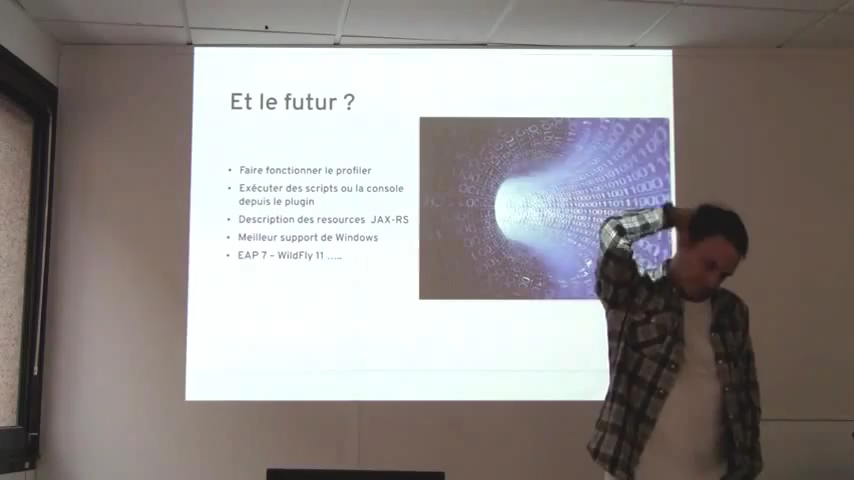 Et le futur ?
• Faire fonctionner le profiler
• Exécuter des scripts ou la console
depuis le plugin
• Description des resources JAX-RS
• Meilleur support de Windows
• EAP 7 – WildFly 11 .....